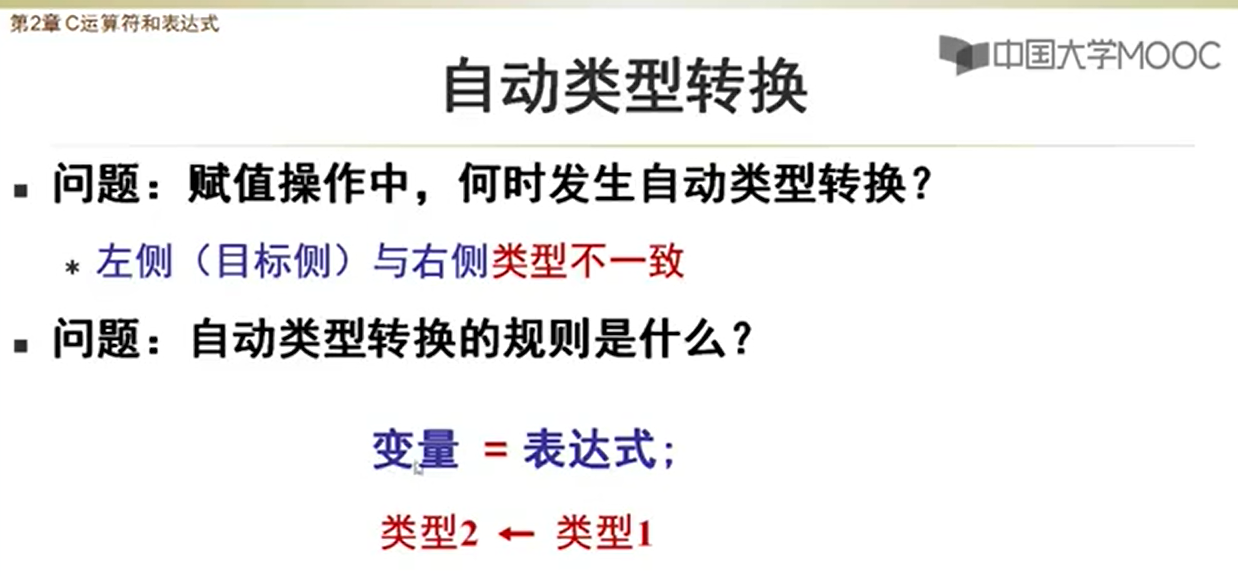 第2章 C运算符和表达式
中国大学MOOC
自动类型转换
▪ 问题：赋值操作中，何时发生自动类型转换？
* 左侧（目标侧）与右侧类型不一致
▪ 问题：自动类型转换的规则是什么？
变量 = 表达式;
类型2 ← 类型1